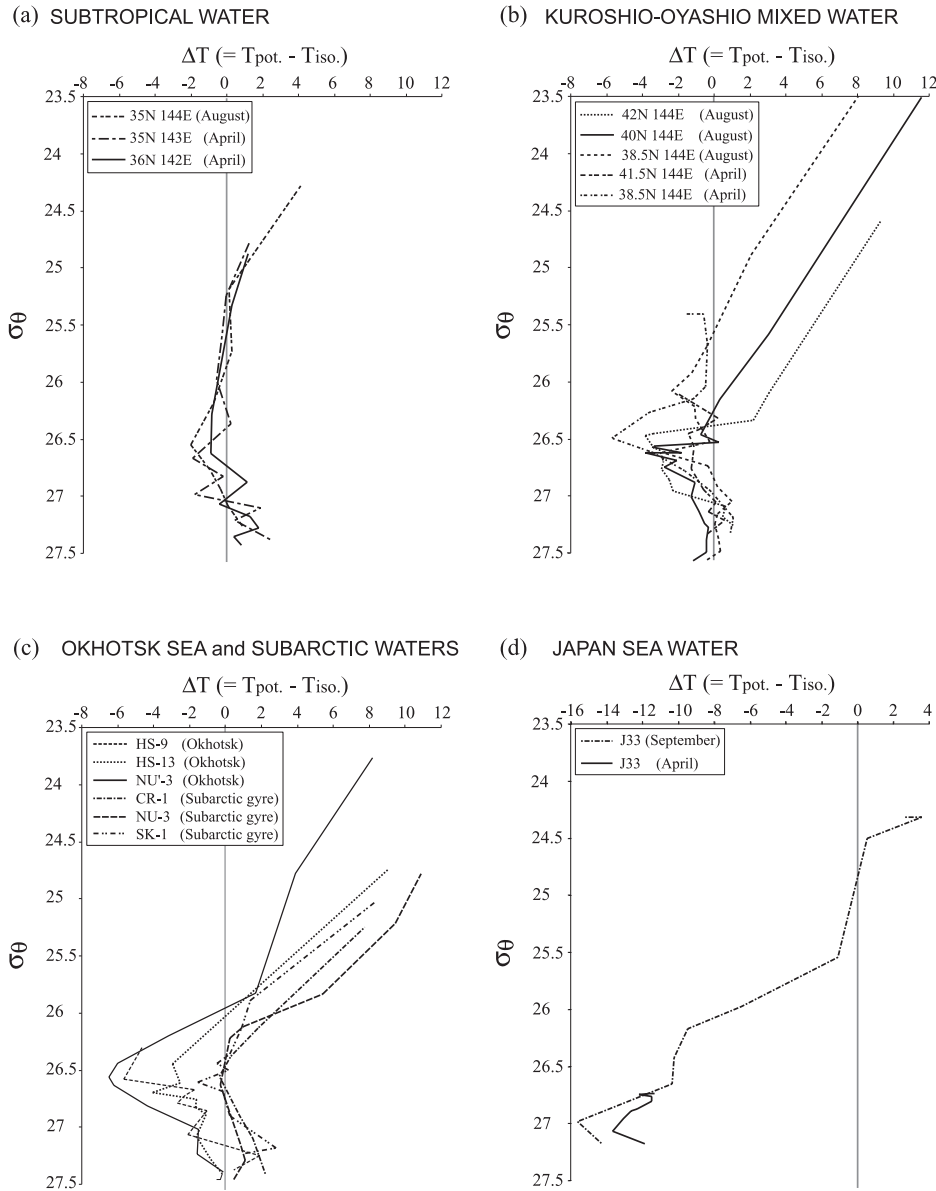 (a) SUBTROPICAL WATER
ΔT (= Tpot. - Tiso.)
-8 -6 -4 -2 0 2 4 6 8 10 12
23.5
24
24.5
25
25.5
26
26.5
27
27.5
σθ
35N 144E (August)
35N 143E (April)
36N 142E (April)
(b) KUROSHIO-OYASHIO MIXED WATER
ΔT (= Tpot. - Tiso.)
-8 -6 -4 -2 0 2 4 6 8 10 12
23.5
24
24.5
25
25.5
26
26.5
27
27.5
σθ
42N 144E (August)
40N 144E (August)
38.5N 144E (August)
41.5N 144E (April)
38.5N 144E (April)
(c) OKHOTSK SEA and SUBARCTIC WATERS
ΔT (= Tpot. - Tiso.)
-8 -6 -4 -2 0 2 4 6 8 10 12
23.5
24
24.5
25
25.5
26
26.5
27
27.5
σθ
HS-9 (Okhotsk)
HS-13 (Okhotsk)
NU'-3 (Okhotsk)
CR-1 (Subarctic gyre)
NU-3 (Subarctic gyre)
SK-1 (Subarctic gyre)
(d) JAPAN SEA WATER
ΔT (= Tpot. - Tiso.)
-16 -14 -12 -10 -8 -6 -4 -2 0 2 4
23.5
24
24.5
25
25.5
26
26.5
27
27.5
σθ
J33 (September)
J33 (April)